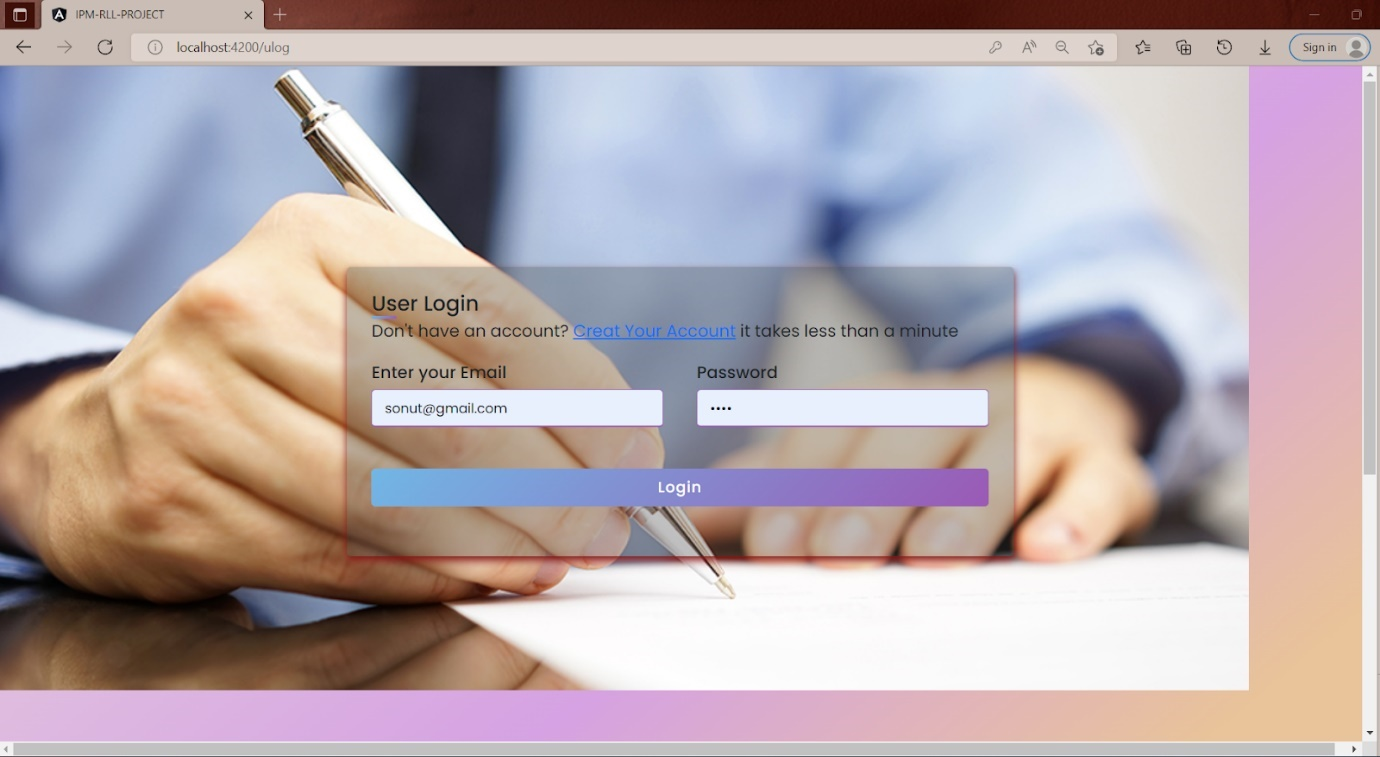 IPM-RLL-PROJECT
localhost:4200/ulog
Sign in
User Login
Don't have an account? Creat Your Account it takes less than a minute
Enter your Email
Password
sonut@gmail.com
••••
Login